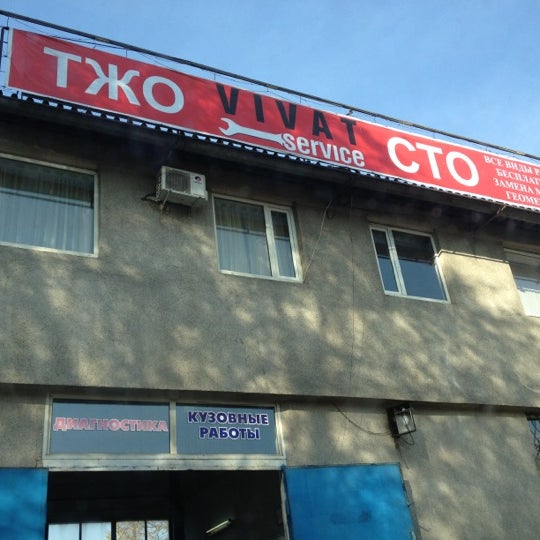 ТЖО
VIVAT
service
СТО
ВСЕ ВИДЫ
ЗАМЕНА
ДИАГНОСТИКА
КУЗОВНЫЕ
РАБОТЫ